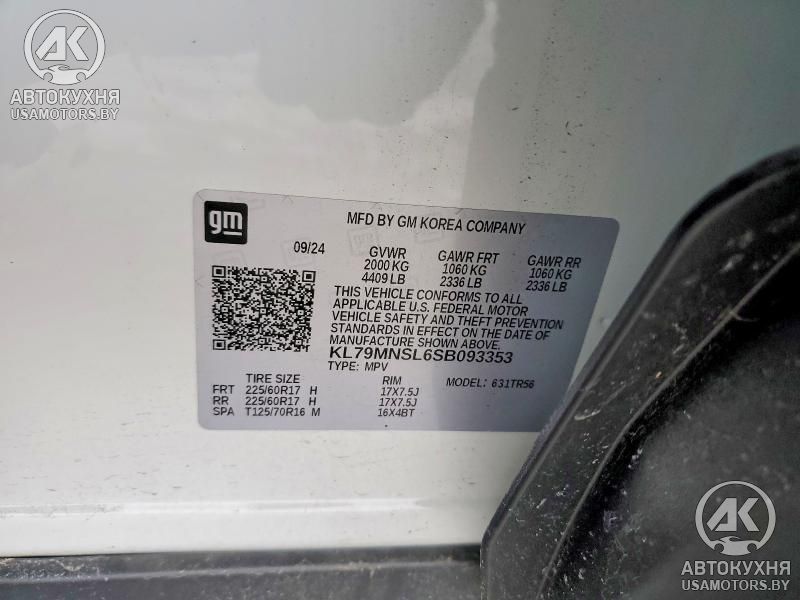 AK
АВТОКУХНЯ
USAMOTORS.BY
gm
MFD BY GM KOREA COMPANY
09/24 GVWR GAWR FRT GAWR RR
2000 KG 1060 KG 1060 KG
4409 LB 2336 LB 2336 LB
THIS VEHICLE CONFORMS TO ALL
APPLICABLE U.S. FEDERAL MOTOR
VEHICLE SAFETY AND THEFT PREVENTION
STANDARDS IN EFFECT ON THE DATE OF
MANUFACTURE SHOWN ABOVE.
KL79MNSL6SB093353
TYPE: MPV
TIRE SIZE RIM MODEL: 631TR56
FRT 225/60R17 H 17X7.5J
RR 225/60R17 H 17X7.5J
SPA T125/70R16 M 16X4BT
AK
АВТОКУХНЯ
USAMOTORS.BY